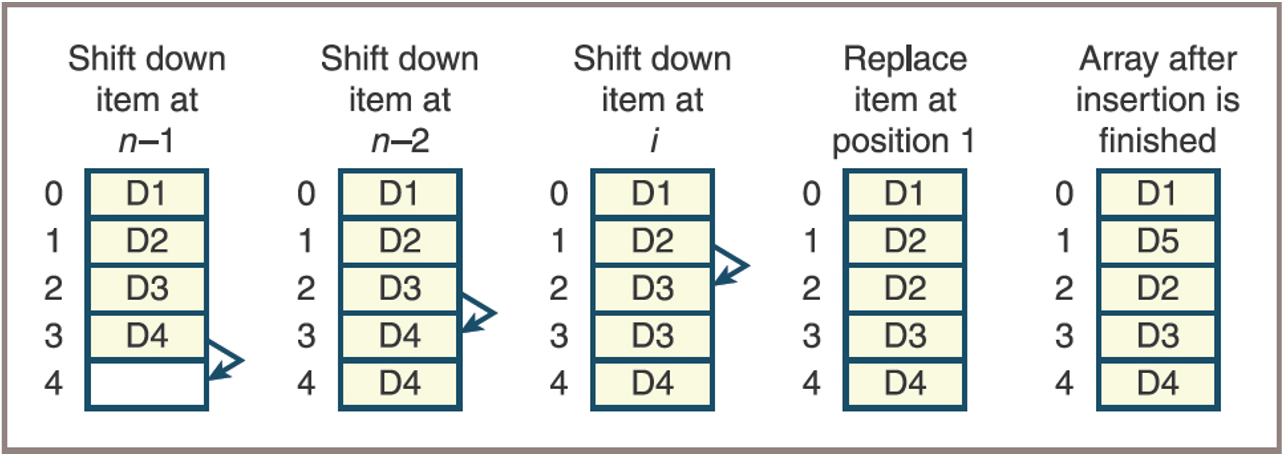 Shift down
item at
n–1
0 D1
1 D2
2 D3
3 D4
4
Shift down
item at
n–2
0 D1
1 D2
2 D3
3 D4
4 D4
Shift down
item at
i
0 D1
1 D2
2 D3
3 D3
4 D4
Replace
item at
position 1
0 D1
1 D2
2 D2
3 D3
4 D4
Array after
insertion is
finished
0 D1
1 D5
2 D2
3 D3
4 D4